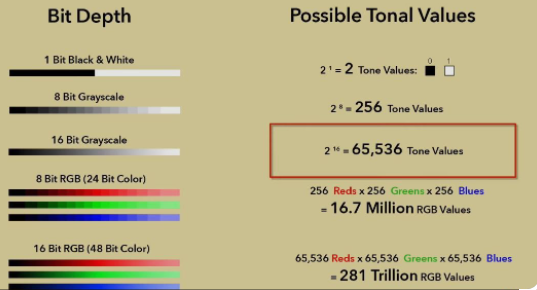 Bit Depth
Possible Tonal Values
1 Bit Black & White
2 ¹ = 2 Tone Values: 0 1
8 Bit Grayscale
2 ⁸ = 256 Tone Values
16 Bit Grayscale
2 ¹⁶ = 65,536 Tone Values
8 Bit RGB (24 Bit Color)
256 Reds x 256 Greens x 256 Blues
= 16.7 Million RGB Values
16 Bit RGB (48 Bit Color)
65,536 Reds x 65,536 Greens x 65,536 Blues
= 281 Trillion RGB Values